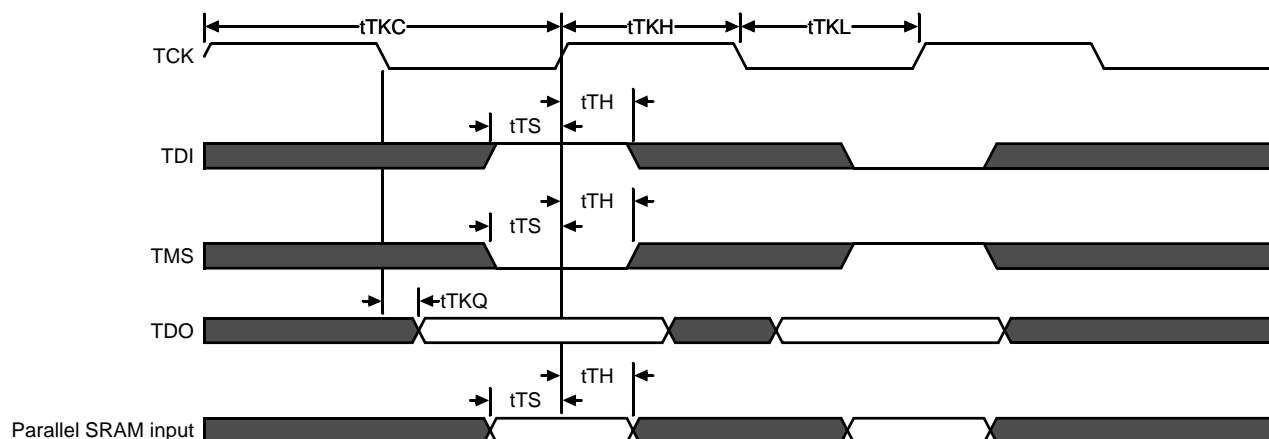 tTKC tTKH tTKL
TCK
tTH
tTS
TDI
tTH
tTS
TMS
tTKQ
TDO
tTH
tTS
Parallel SRAM input